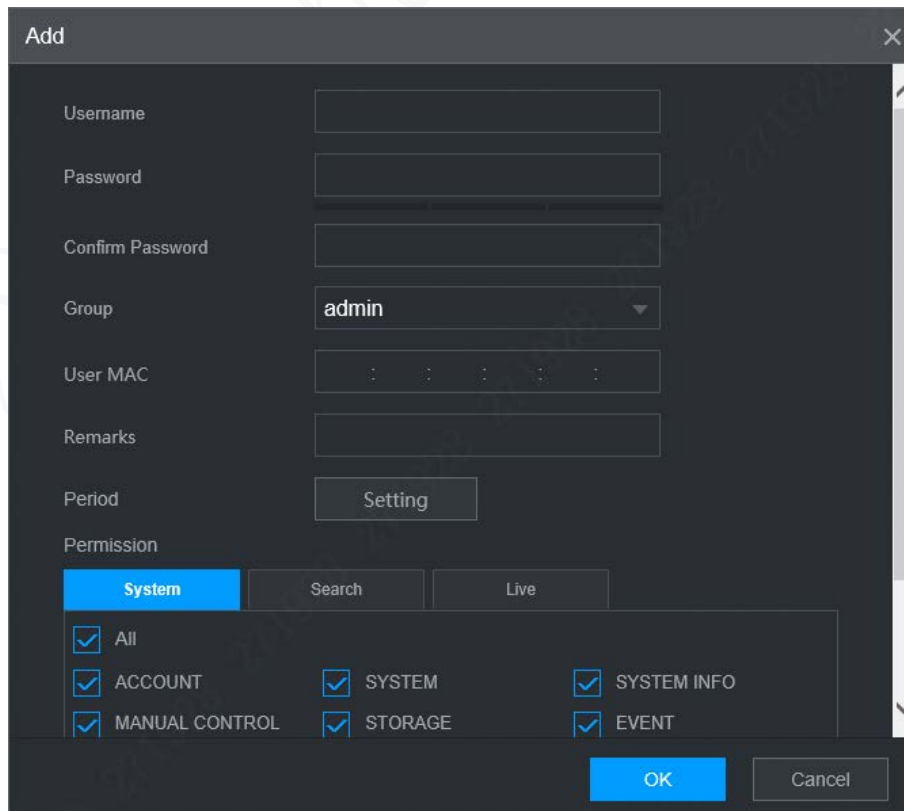 Add
Username
Password
Confirm Password
Group admin
User MAC : : : : :
Remarks
Period Setting
Permission
System Search Live
All
ACCOUNT SYSTEM SYSTEM INFO
MANUAL CONTROL STORAGE EVENT
OK Cancel